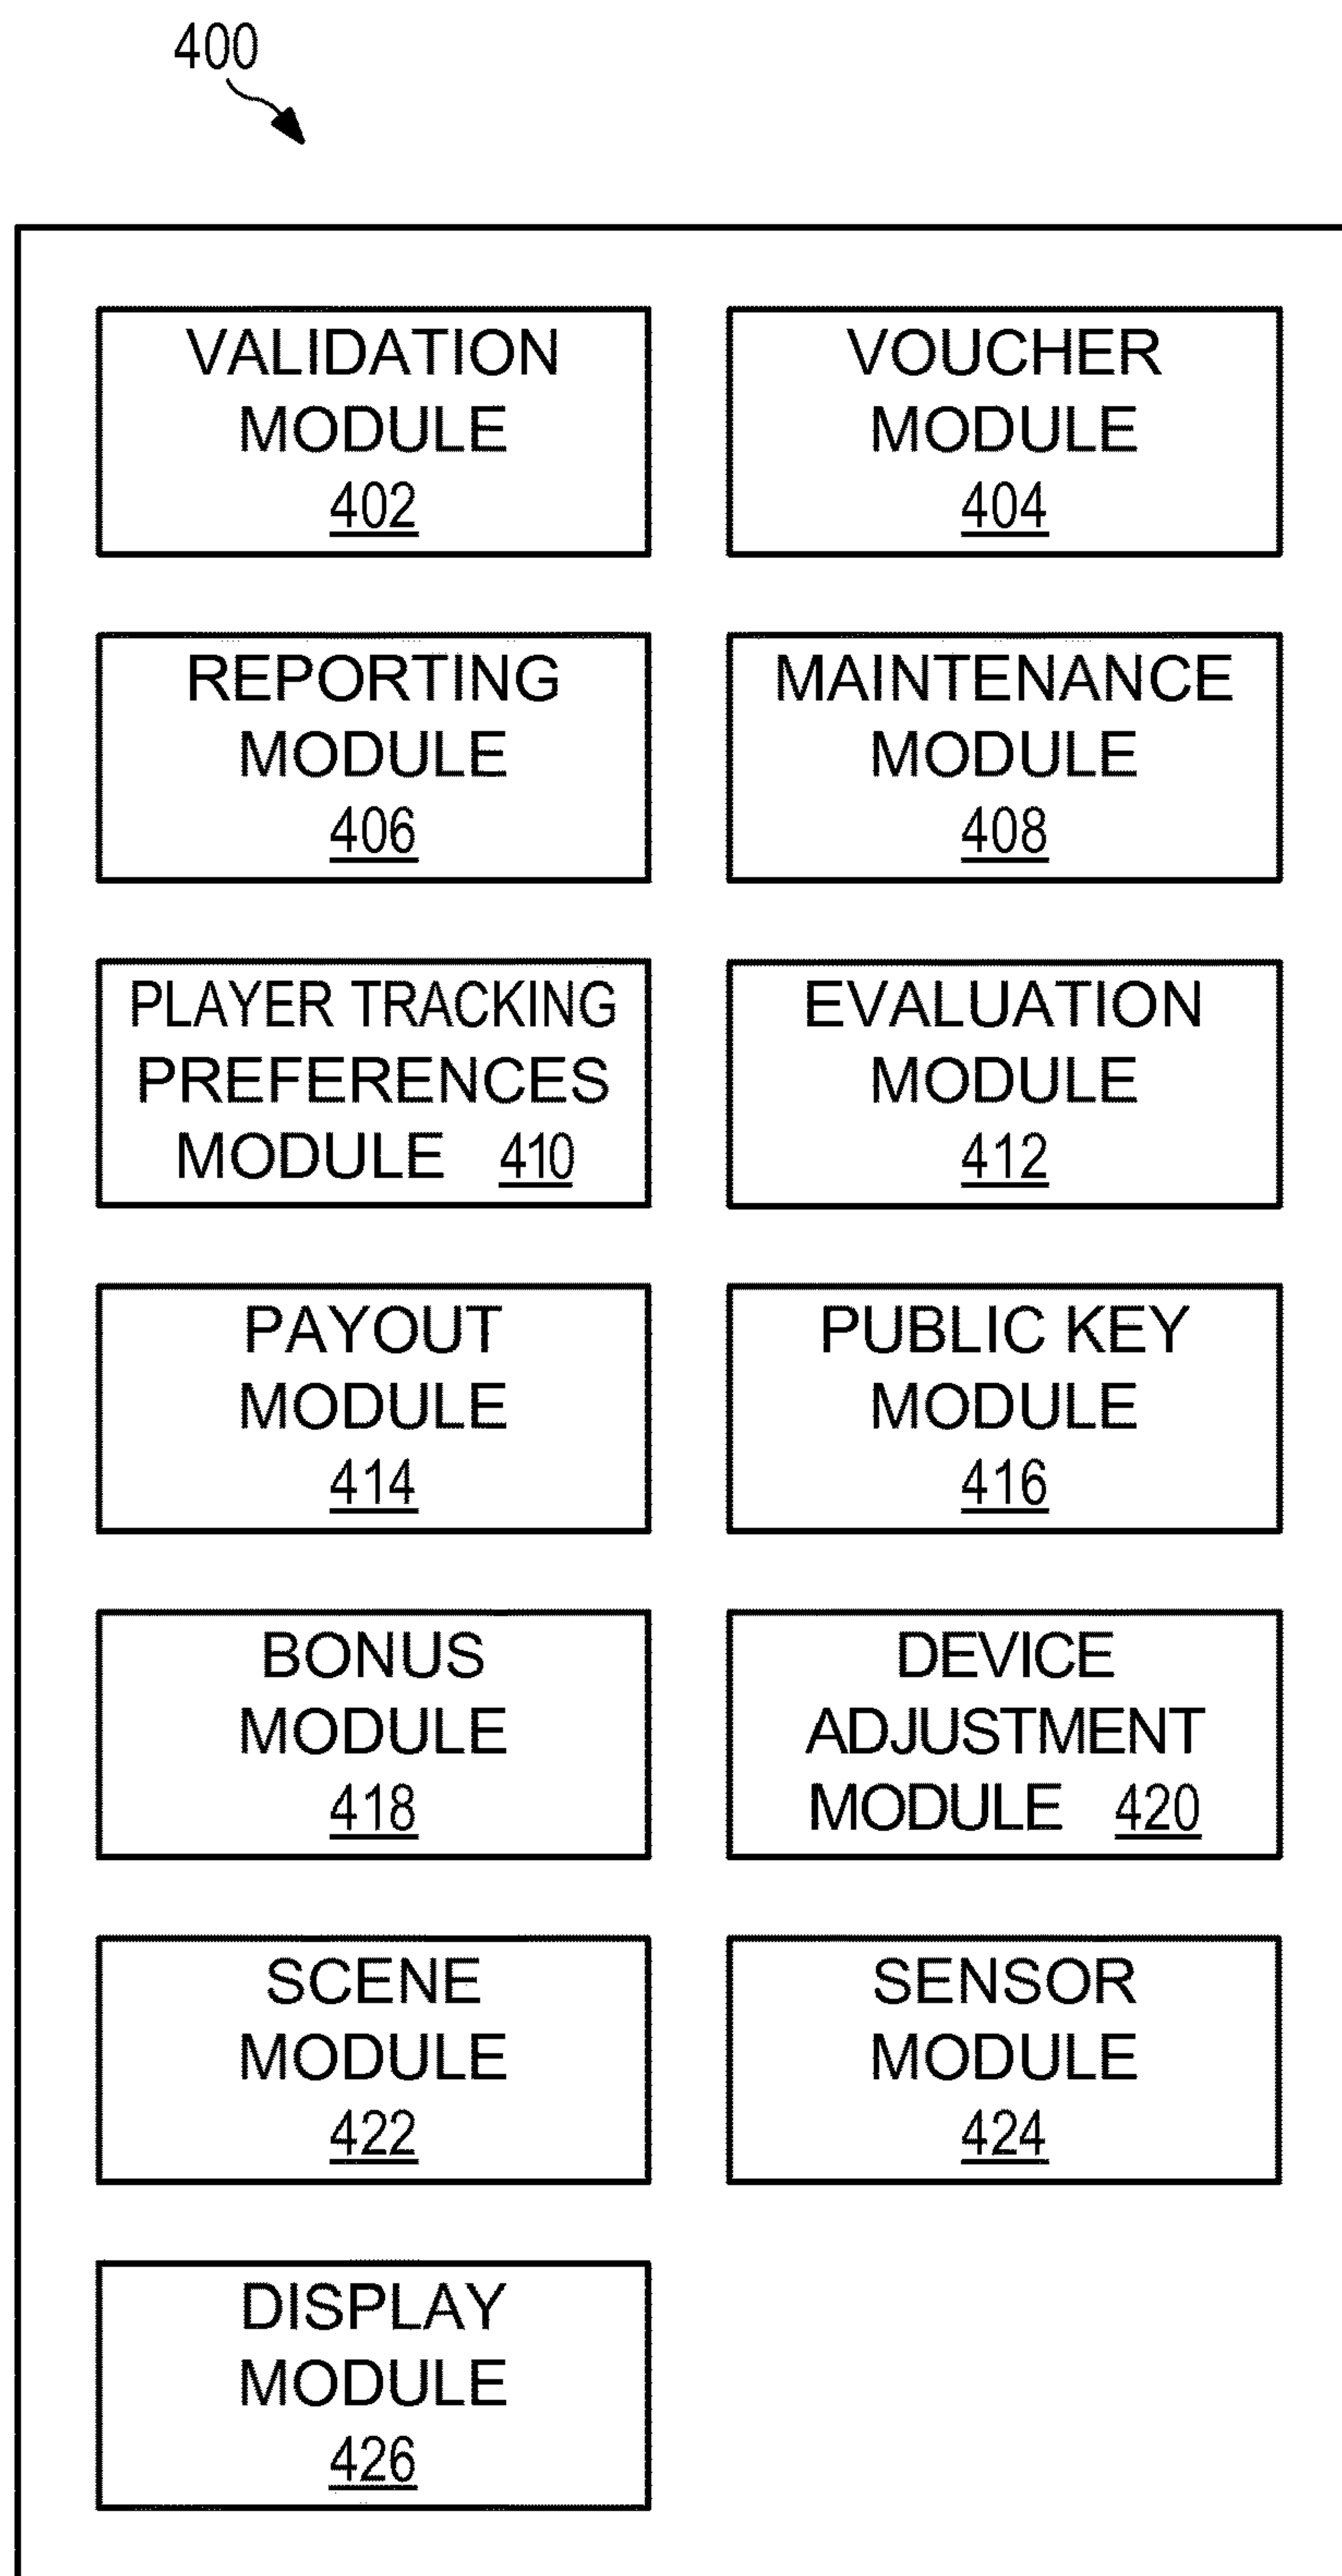 400
VALIDATION
MODULE
402
VOUCHER
MODULE
404
REPORTING
MODULE
406
MAINTENANCE
MODULE
408
PLAYER TRACKING
PREFERENCES
MODULE 410
EVALUATION
MODULE
412
PAYOUT
MODULE
414
PUBLIC KEY
MODULE
416
BONUS
MODULE
418
DEVICE
ADJUSTMENT
MODULE 420
SCENE
MODULE
422
SENSOR
MODULE
424
DISPLAY
MODULE
426